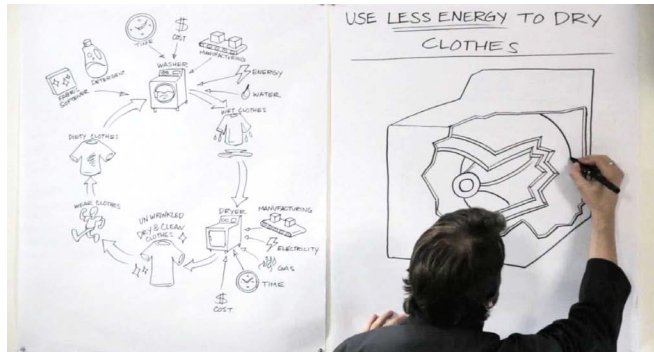 TIME
$
COST
MANUFACTURING
WASHER
ENERGY
WATER
DETERGENT
FABRIC
SOFTENER
WET CLOTHES
DIRTY CLOTHES
WEAR CLOTHES
UNWRINKLED
DRY & CLEAN
CLOTHES
DRYER
MANUFACTURING
ELECTRICITY
GAS
TIME
$
COST
USE LESS ENERGY TO DRY
CLOTHES